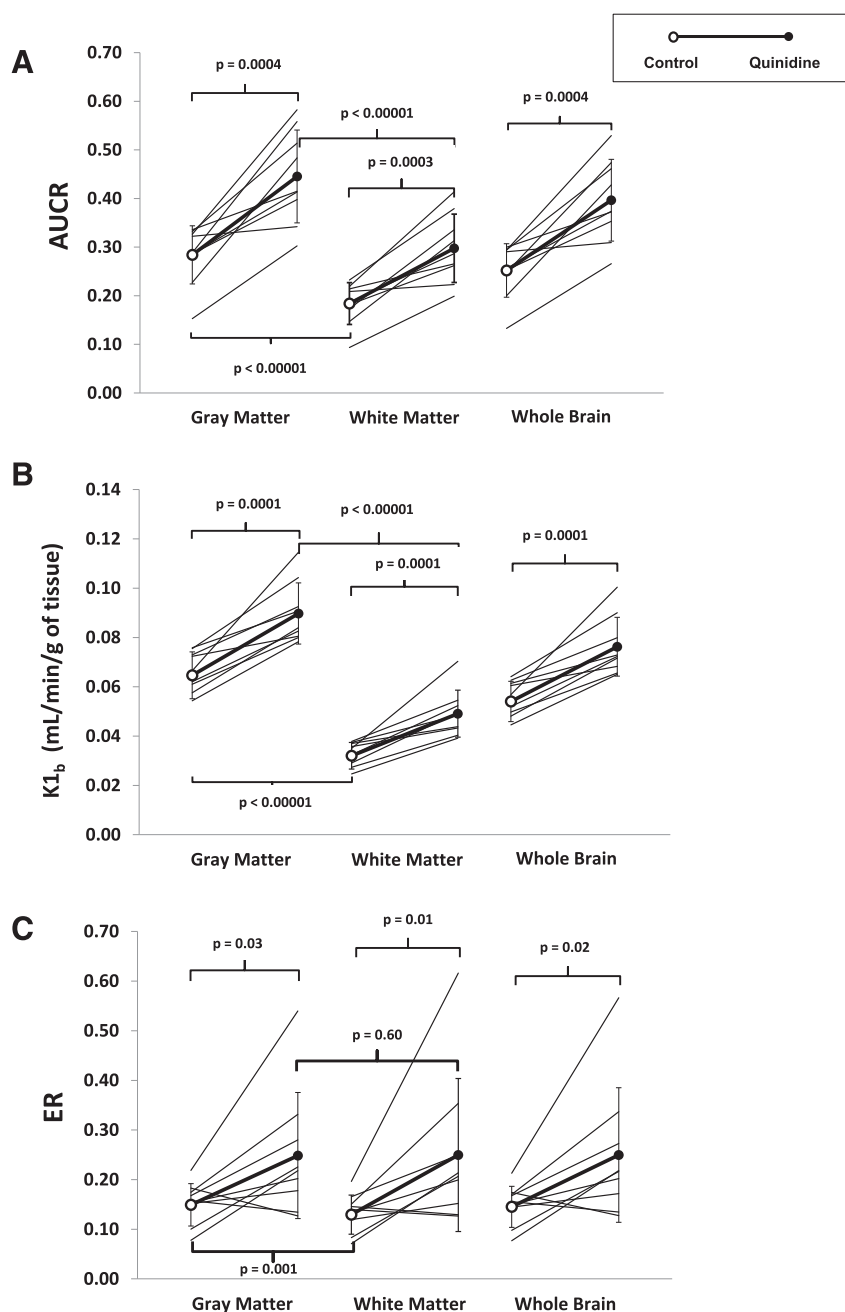 Control Quinidine
A
0.70
0.60
0.50
0.40
0.30
0.20
0.10
0.00
AUCR
p = 0.0004
p < 0.00001
p = 0.0003
p = 0.0004
p < 0.00001
Gray Matter White Matter Whole Brain
B
0.14
0.12
0.10
0.08
0.06
0.04
0.02
0.00
K1b (mL/min/g of tissue)
p = 0.0001
p < 0.00001
p = 0.0001
p = 0.0001
p < 0.00001
Gray Matter White Matter Whole Brain
C
0.70
0.60
0.50
0.40
0.30
0.20
0.10
0.00
ER
p = 0.03
p = 0.01
p = 0.02
p = 0.60
p = 0.001
Gray Matter White Matter Whole Brain